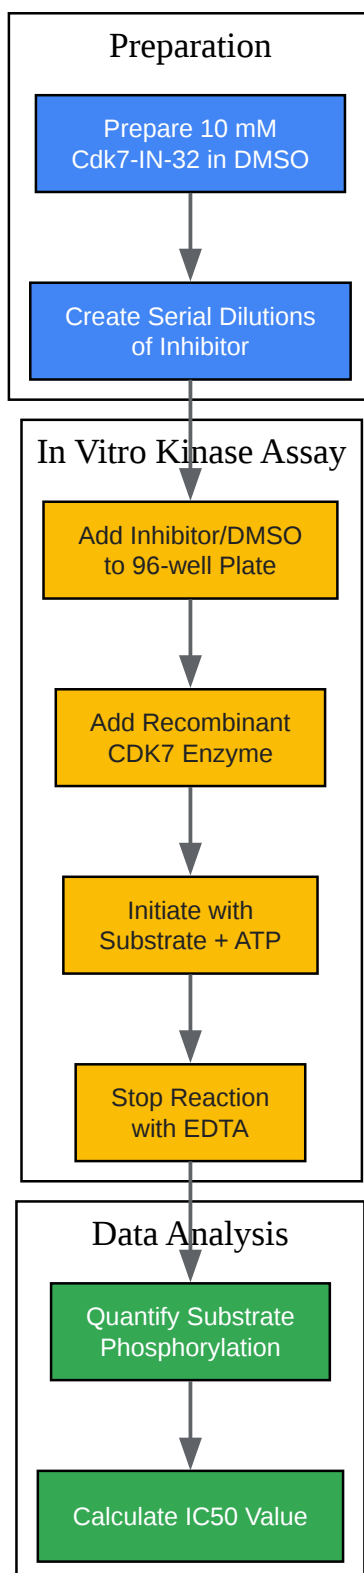 Preparation
Prepare 10 mM
Cdk7-IN-32 in DMSO
Create Serial Dilutions
of Inhibitor
In Vitro Kinase Assay
Add Inhibitor/DMSO
to 96-well Plate
Add Recombinant
CDK7 Enzyme
Initiate with
Substrate + ATP
Stop Reaction
with EDTA
Data Analysis
Quantify Substrate
Phosphorylation
Calculate IC50 Value